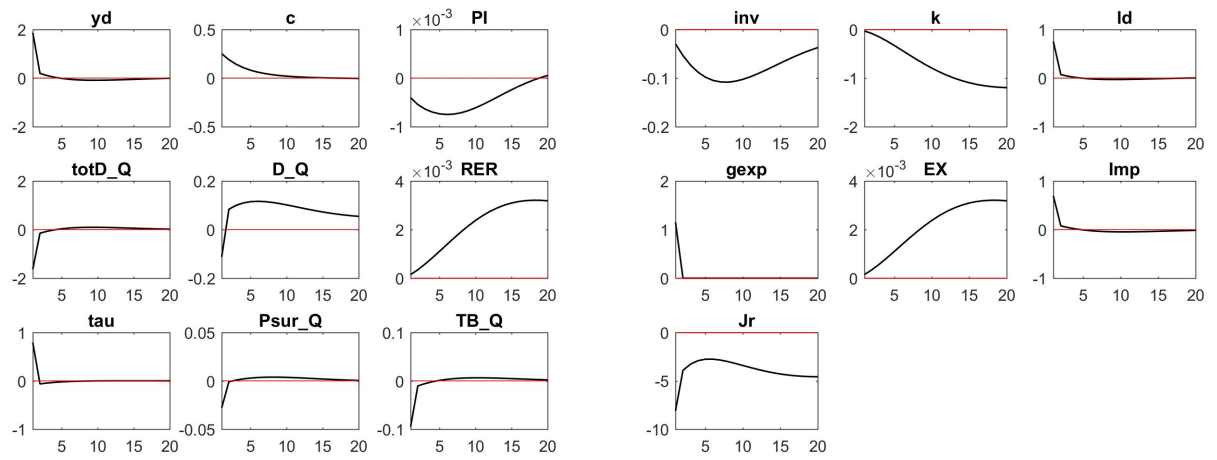 yd c PI inv k ld
×10⁻³
2 0 -2 5 10 15 20
0.5 0 -0.5 5 10 15 20
1 0 -1 5 10 15 20
0 -0.1 -0.2 5 10 15 20
0 -1 -2 5 10 15 20
1 0 -1 5 10 15 20
totD_Q D_Q RER gexp EX Imp
×10⁻³ ×10⁻³
2 0 -2 5 10 15 20
0.2 0 -0.2 5 10 15 20
4 2 0 5 10 15 20
2 1 0 5 10 15 20
4 2 0 5 10 15 20
1 0 -1 5 10 15 20
tau Psur_Q TB_Q Jr
1 0 -1 5 10 15 20
0.05 0 -0.05 5 10 15 20
0.1 0 -0.1 5 10 15 20
0 -5 -10 5 10 15 20